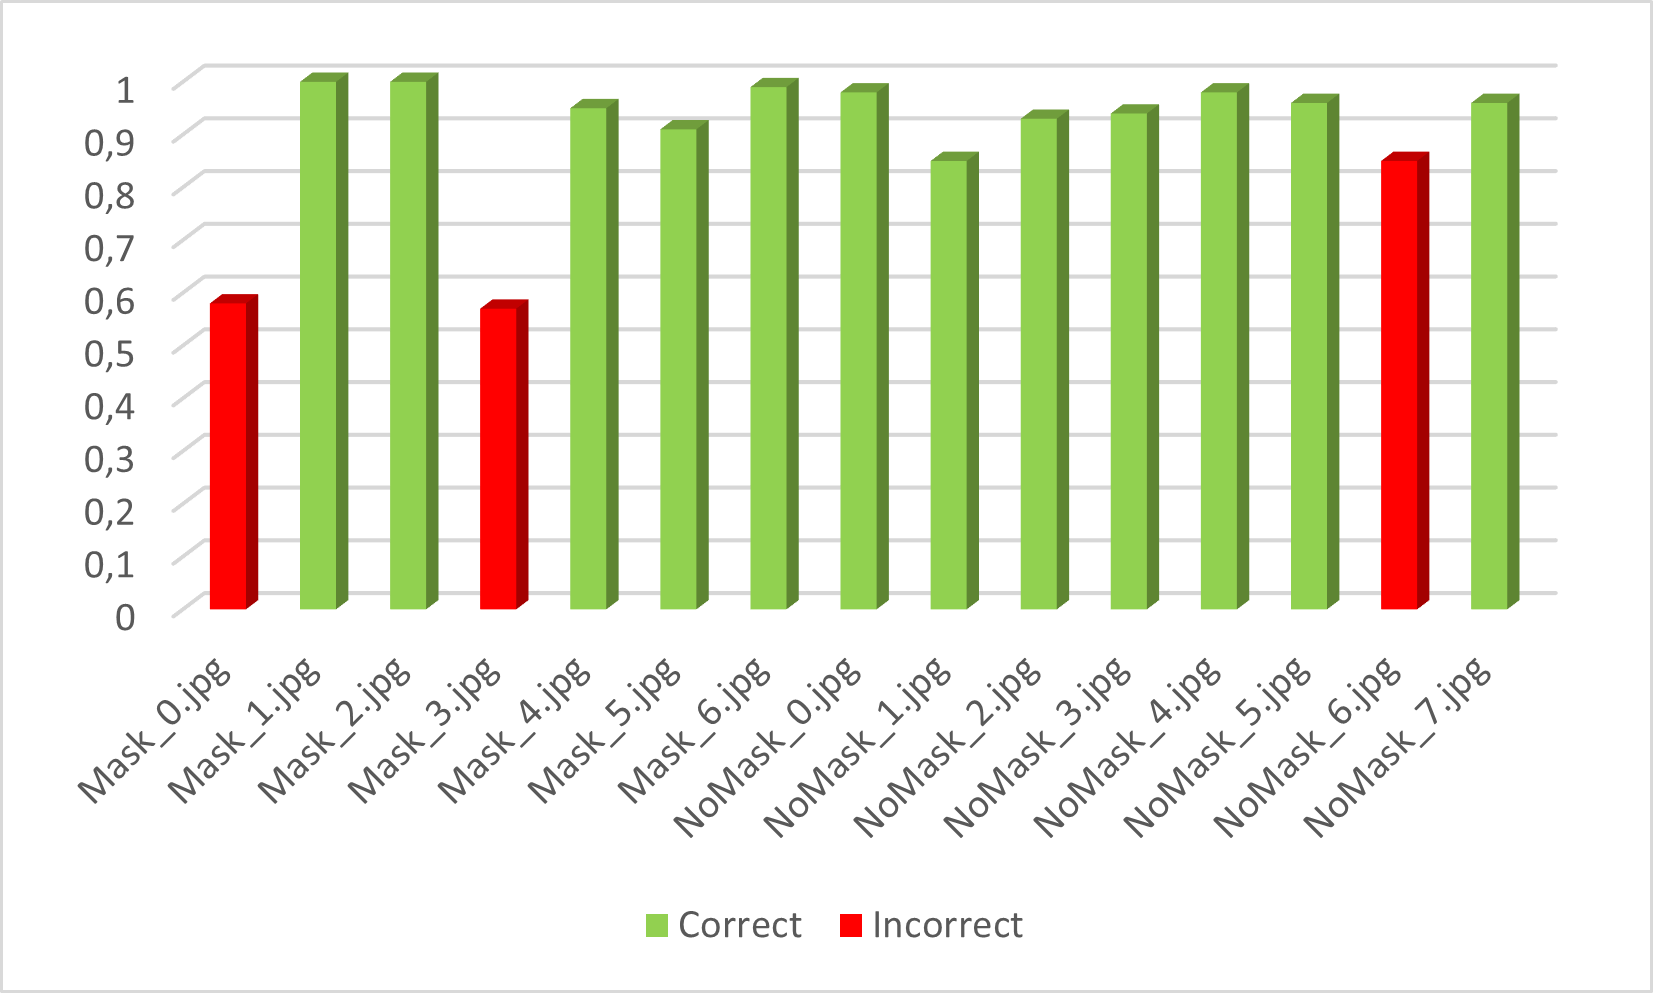 1
0,9
0,8
0,7
0,6
0,5
0,4
0,3
0,2
0,1
0
Mask_0.jpg
Mask_1.jpg
Mask_2.jpg
Mask_3.jpg
Mask_4.jpg
Mask_5.jpg
Mask_6.jpg
NoMask_0.jpg
NoMask_1.jpg
NoMask_2.jpg
NoMask_3.jpg
NoMask_4.jpg
NoMask_5.jpg
NoMask_6.jpg
NoMask_7.jpg
Correct Incorrect